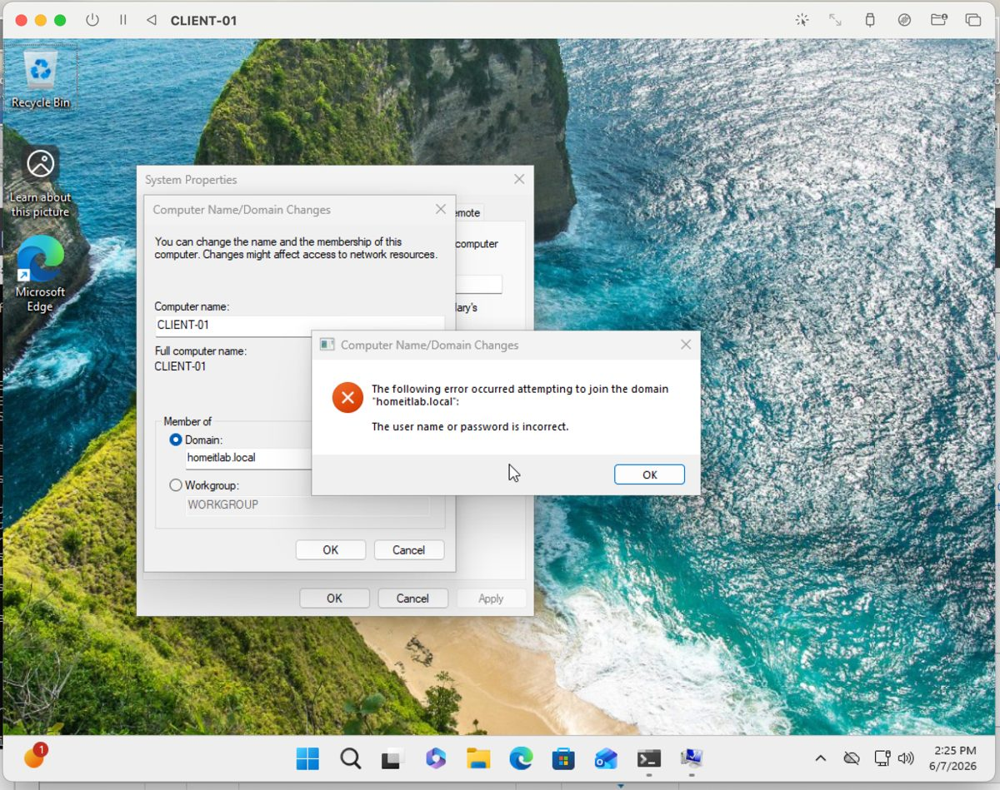 CLIENT-01
Recycle Bin
Learn about
this picture
Microsoft
Edge
System Properties
emote
computer
Computer Name/Domain Changes
You can change the name and the membership of this
computer. Changes might affect access to network resources.
Computer name:
CLIENT-01
Full computer name:
CLIENT-01
Member of
Domain:
homeitlab.local
Workgroup:
WORKGROUP
OK
Cancel
OK
Cancel
Apply
Computer Name/Domain Changes
The following error occurred attempting to join the domain
"homeitlab.local":
The user name or password is incorrect.
OK
1
2:25 PM
6/7/2026